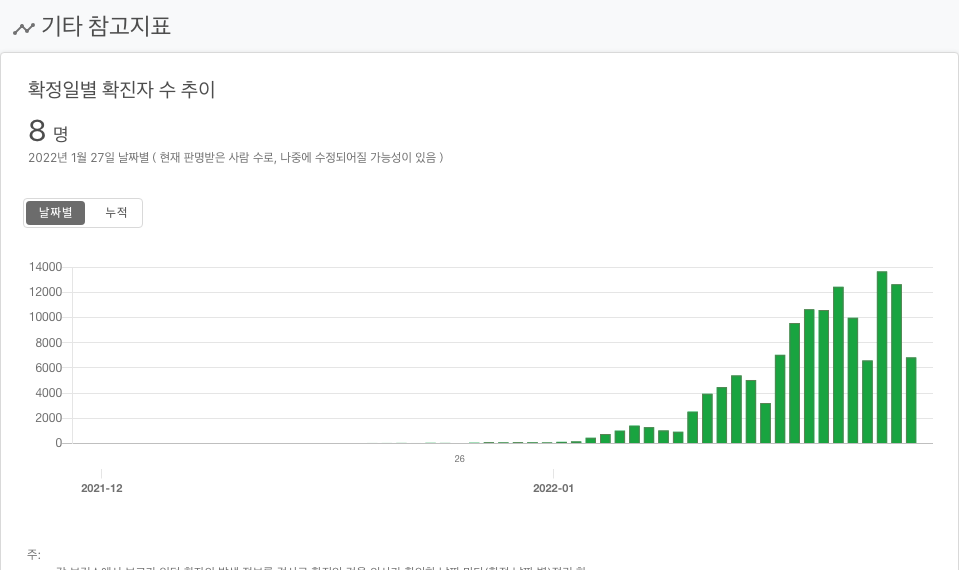 기타 참고지표
확정일별 확진자 수 추이
8 명
2022년 1월 27일 날짜별 ( 현재 판명받은 사람 수로, 나중에 수정되어질 가능성이 있음 )
날짜별 누적
14000
12000
10000
8000
6000
4000
2000
0
26
2021-12 2022-01
주: